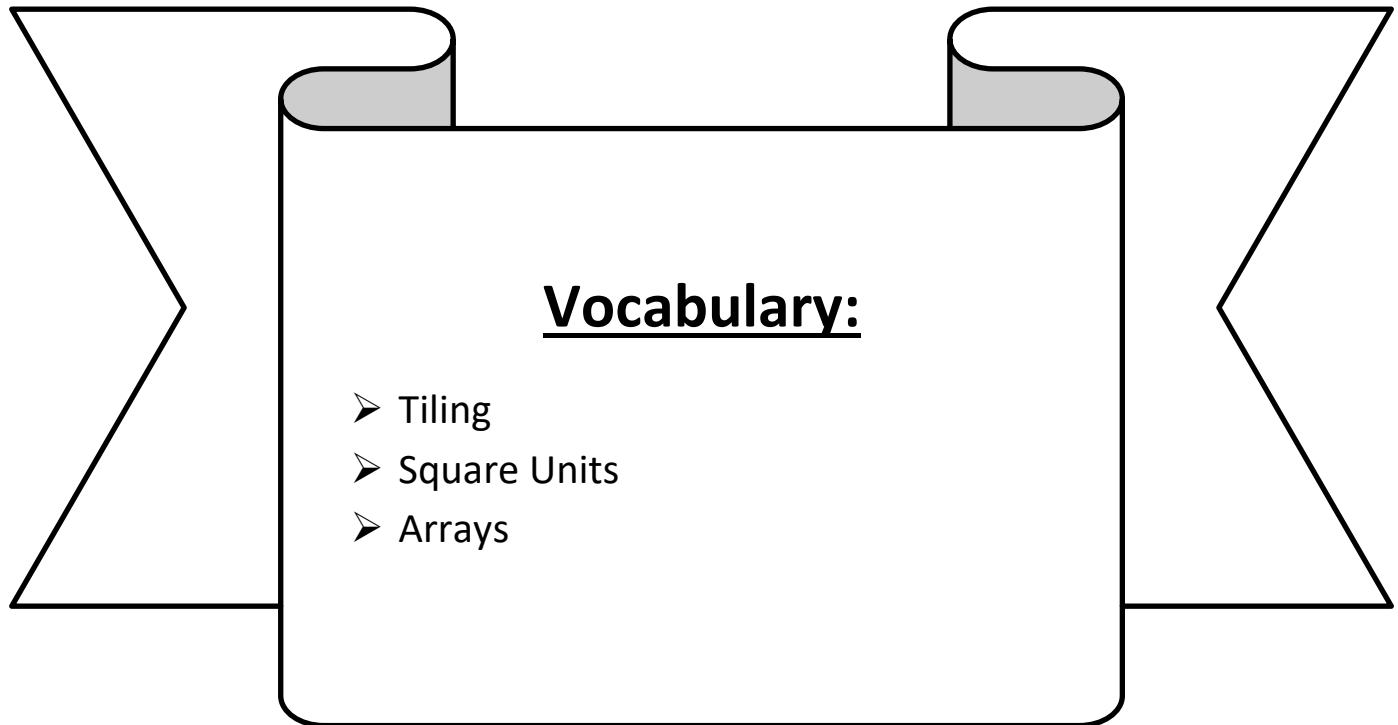 Vocabulary:
➢ Tiling
➢ Square Units
➢ Arrays